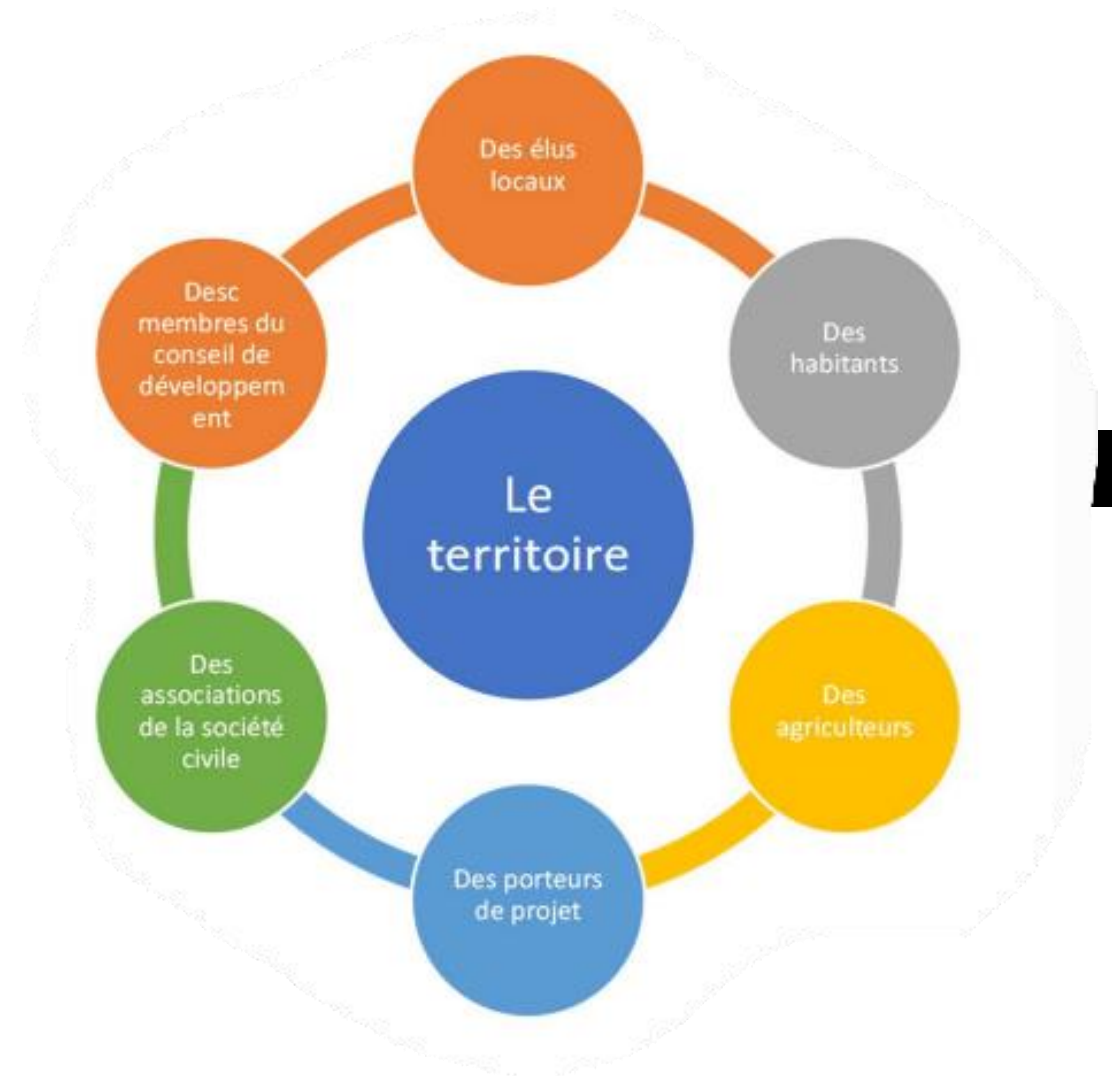 Des élus
locaux
Des
habitants
Des
agriculteurs
Des porteurs
de projet
Des
associations
de la société
civile
Desc
membres du
conseil de
développem
ent
Le
territoire